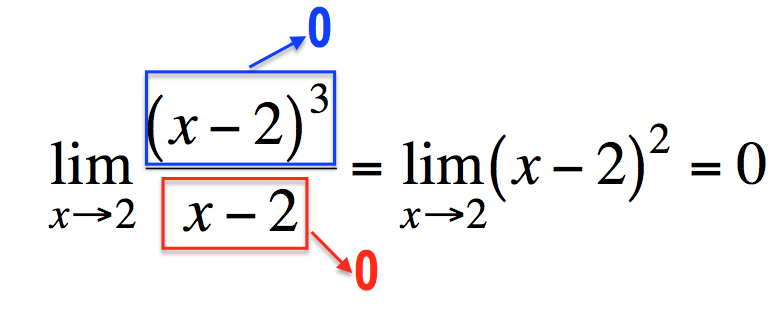 0
lim (x − 2)³ / x − 2 = lim (x − 2)² = 0
x→2 x→2
0